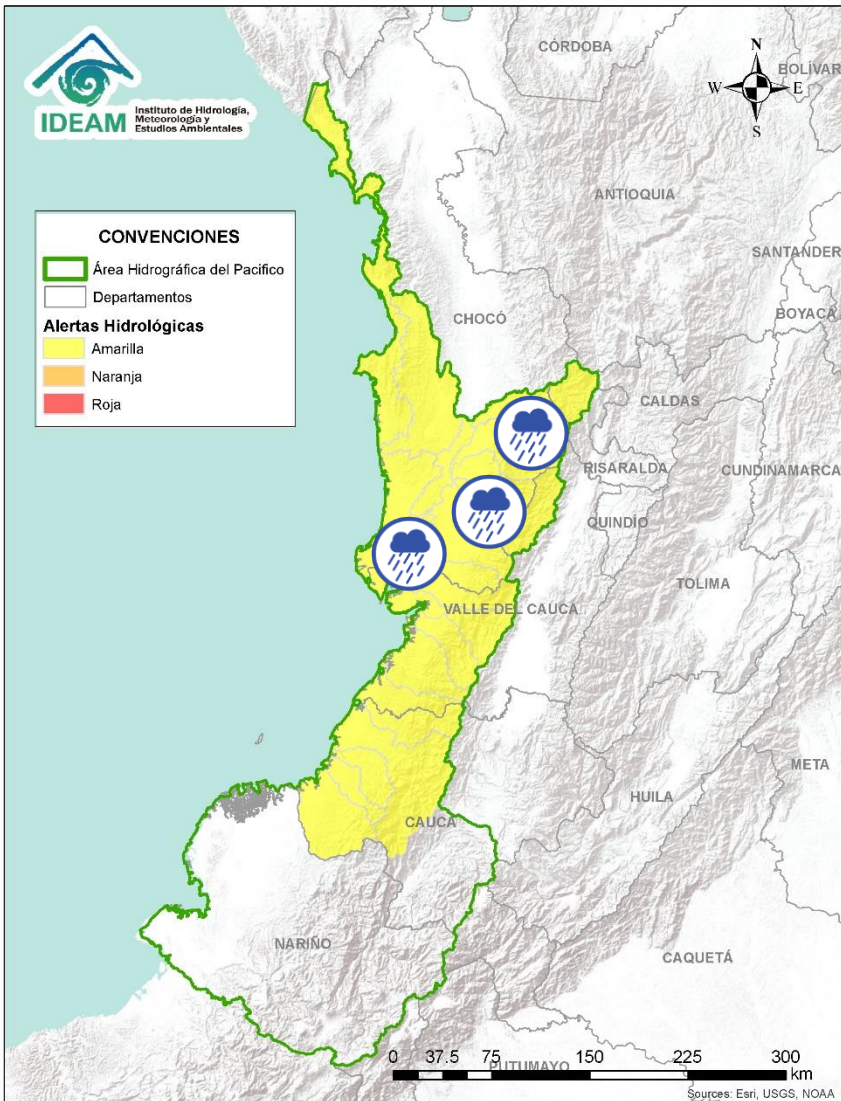 IDEAM
Instituto de Hidrología,
Meteorología y
Estudios Ambientales
CÓRDOBA
N
BOLÍVAR
W
E
S
ANTIOQUIA
CONVENCIONES
Área Hidrográfica del Pacifico
Departamentos
Alertas Hidrológicas
Amarilla
Naranja
Roja
SANTANDER
BOYACÁ
CHOCÓ
CALDAS
RISARALDA
CUNDINAMARCA
QUINDÍO
TOLIMA
VALLE DEL CAUCA
META
HUILA
CAUCA
NARIÑO
CAQUETÁ
PUTUMAYO
0 37.5 75 150 225 300
km
Sources: Esri, USGS, NOAA